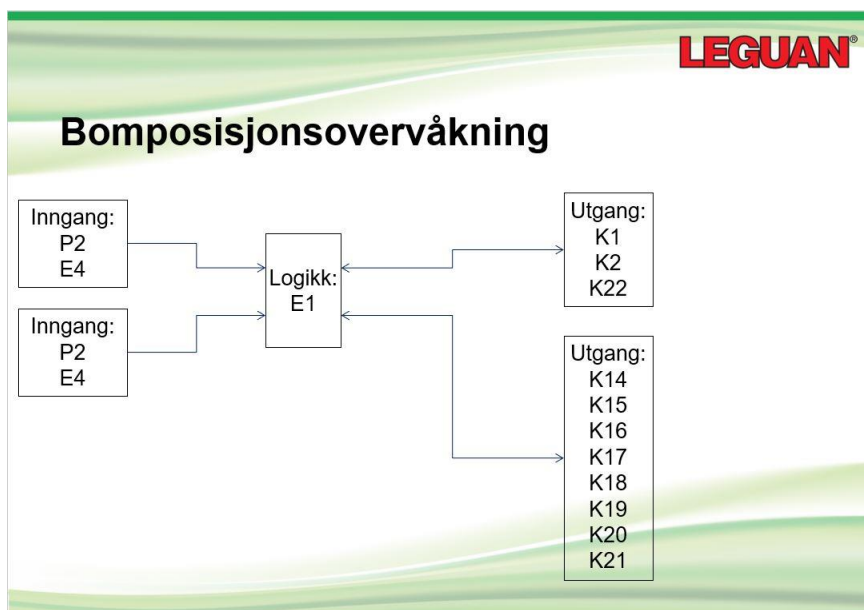 LEGUAN®
Bomposisjonsovervåkning
Inngang:
P2
E4
Inngang:
P2
E4
Logikk:
E1
Utgang:
K1
K2
K22
Utgang:
K14
K15
K16
K17
K18
K19
K20
K21